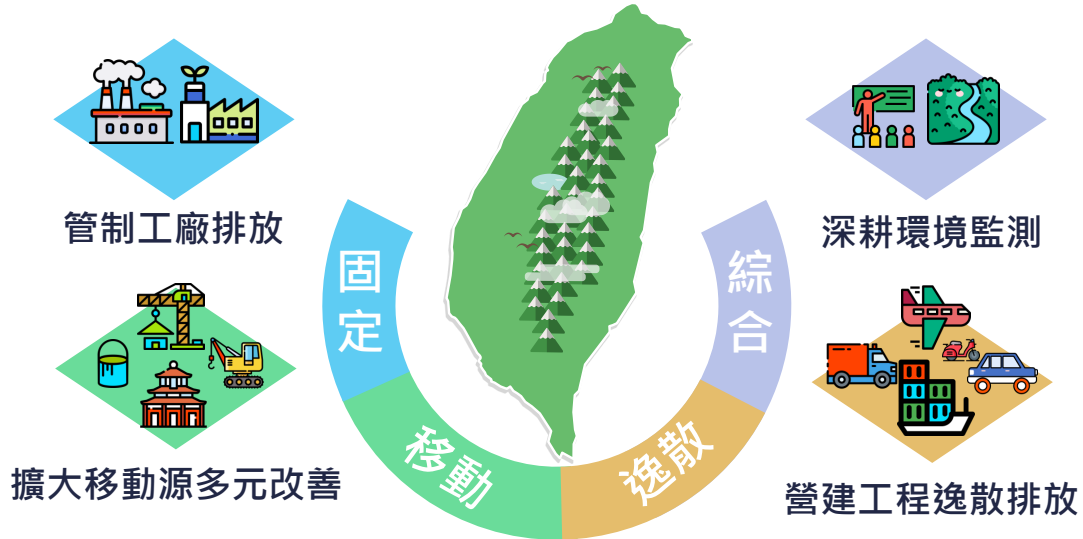 管制工廠排放
深耕環境監測
固定
綜合
移動
逸散
擴大移動源多元改善
營建工程逸散排放